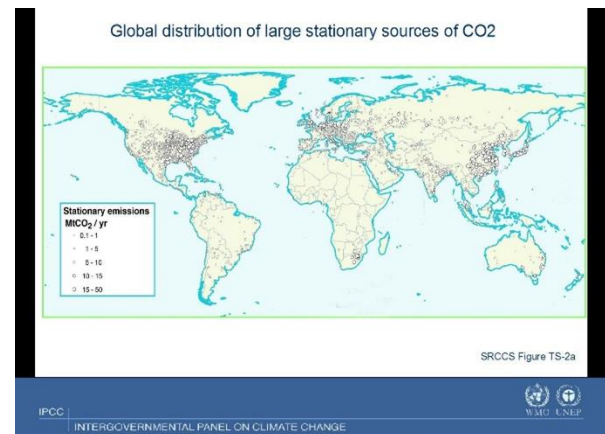 Global distribution of large stationary sources of CO2
Stationary emissions
MtCO2 / yr
0,1 - 1
1 - 5
5 - 10
10 - 15
15 - 50
SRCCS Figure TS-2a
IPCC
INTERGOVERNMENTAL PANEL ON CLIMATE CHANGE
WMO UNEP